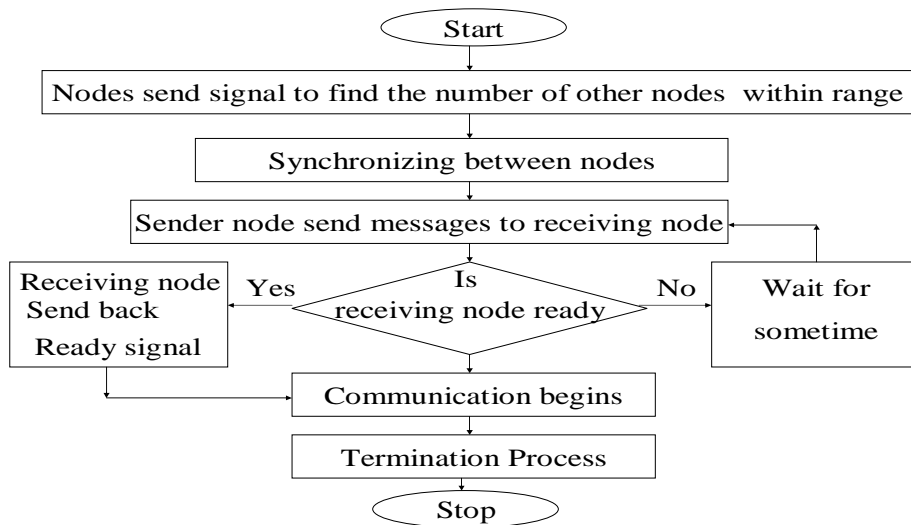 Start
Nodes send signal to find the number of other nodes within range
Synchronizing between nodes
Sender node send messages to receiving node
Is
receiving node ready
Yes
No
Receiving node
Send back
Ready signal
Wait for
sometime
Communication begins
Termination Process
Stop